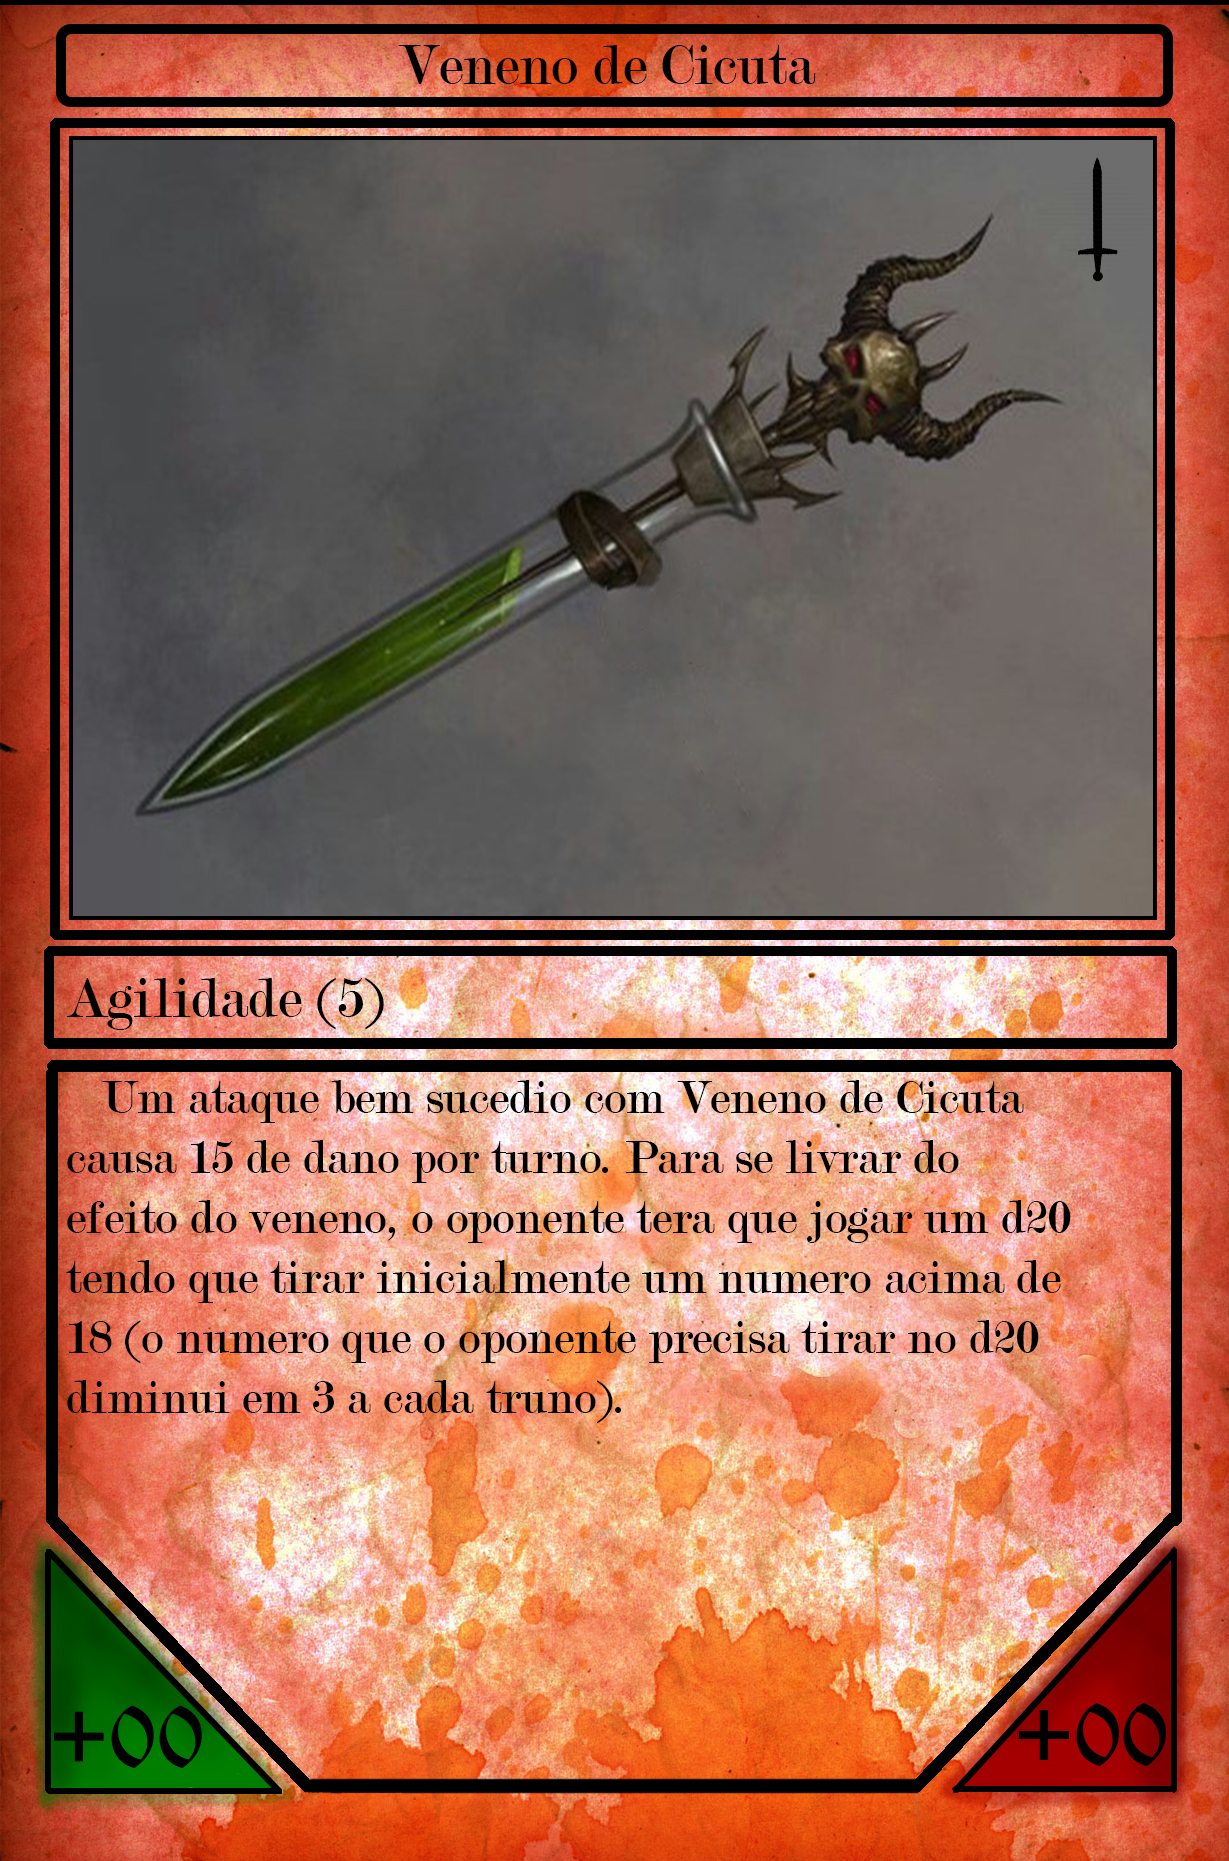 Veneno de Cicuta
Agilidade (5)
Um ataque bem sucedio com Veneno de Cicuta
causa 15 de dano por turno. Para se livrar do
efeito do veneno, o oponente tera que jogar um d20
tendo que tirar inicialmente um numero acima de
18 (o numero que o oponente precisa tirar no d20
diminui em 3 a cada truno).
+00
+00